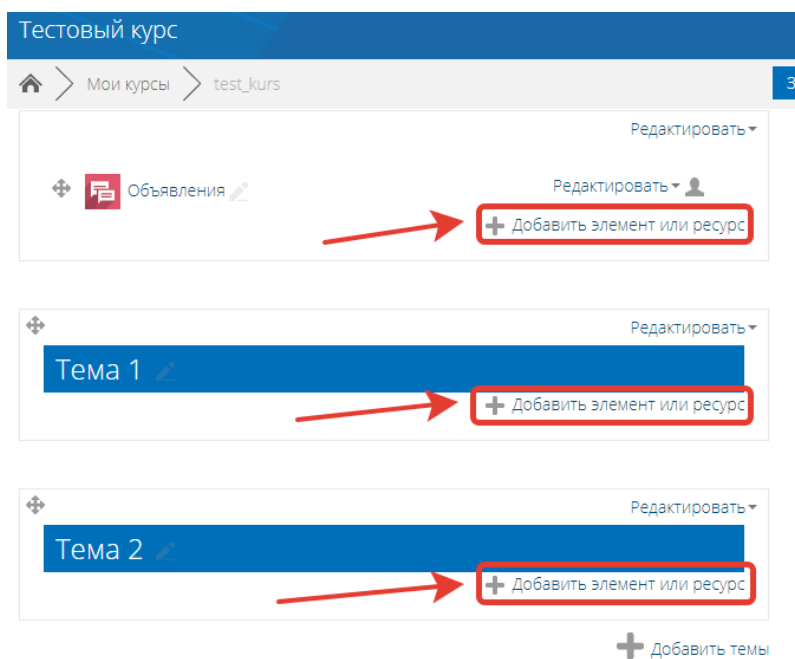 Тестовый курс
Мои курсы test_kurs
Редактировать
Объявления Редактировать
Добавить элемент или ресурс
Редактировать
Тема 1
Добавить элемент или ресурс
Редактировать
Тема 2
Добавить элемент или ресурс
Добавить темы